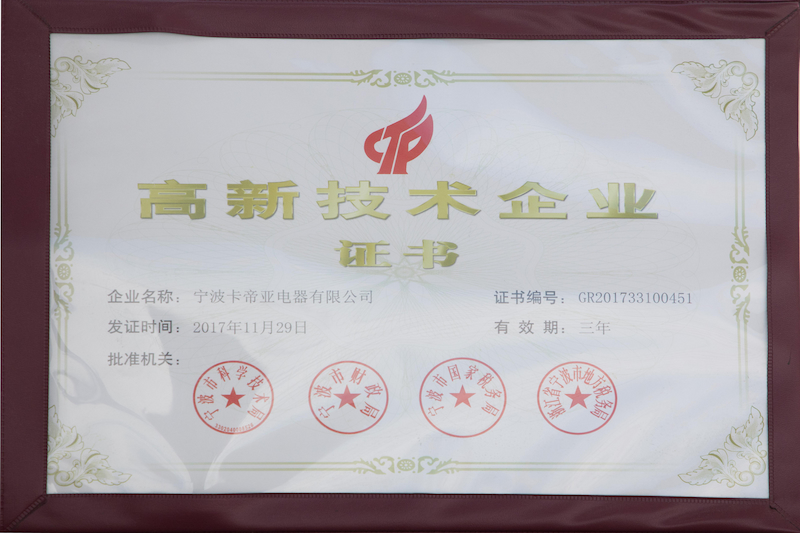 CTP
高新技术企业
证书
企业名称：宁波卡帝亚电器有限公司 证书编号：GR201733100451
发证时间：2017年11月29日 有效期：三年
批准机关：
宁波市科学技术局
宁波市财政局
宁波市国家税务局
浙江省宁波市地方税务局